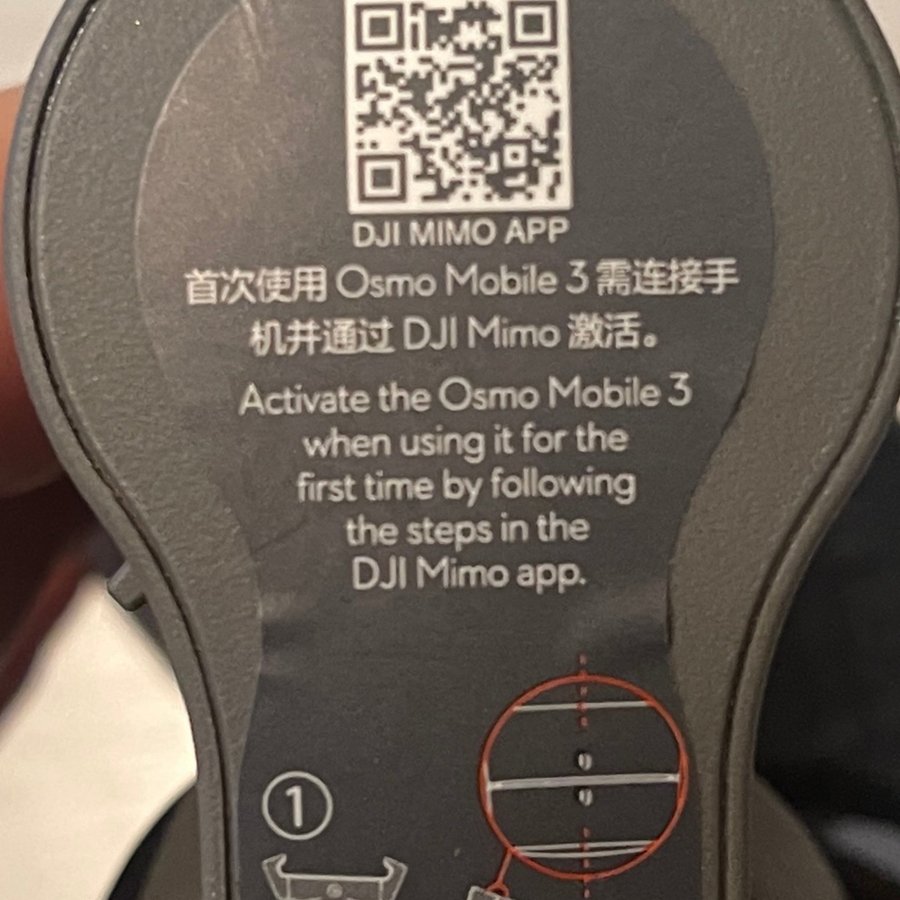 DJI MIMO APP
首次使用 Osmo Mobile 3 需连接手
机并通过 DJI Mimo 激活。
Activate the Osmo Mobile 3
when using it for the
first time by following
the steps in the
DJI Mimo app.
①